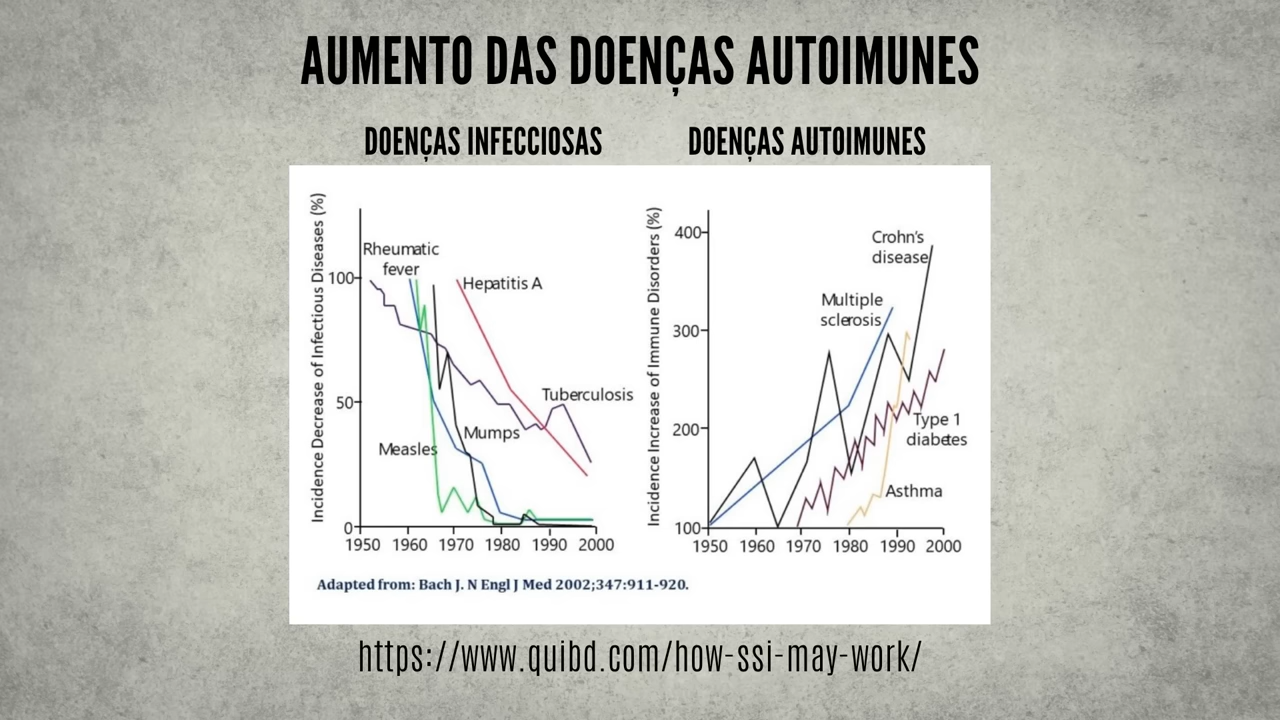 AUMENTO DAS DOENÇAS AUTOIMUNES
DOENÇAS INFECCIOSAS
Incidence Decrease of Infectious Diseases (%)
100
50
0
1950 1960 1970 1980 1990 2000
Rheumatic
fever
Hepatitis A
Tuberculosis
Mumps
Measles
DOENÇAS AUTOIMUNES
Incidence Increase of Immune Disorders (%)
400
300
200
100
1950 1960 1970 1980 1990 2000
Crohn's
disease
Multiple
sclerosis
Type 1
diabetes
Asthma
Adapted from: Bach J. N Engl J Med 2002;347:911-920.
https://www.quibd.com/how-ssi-may-work/